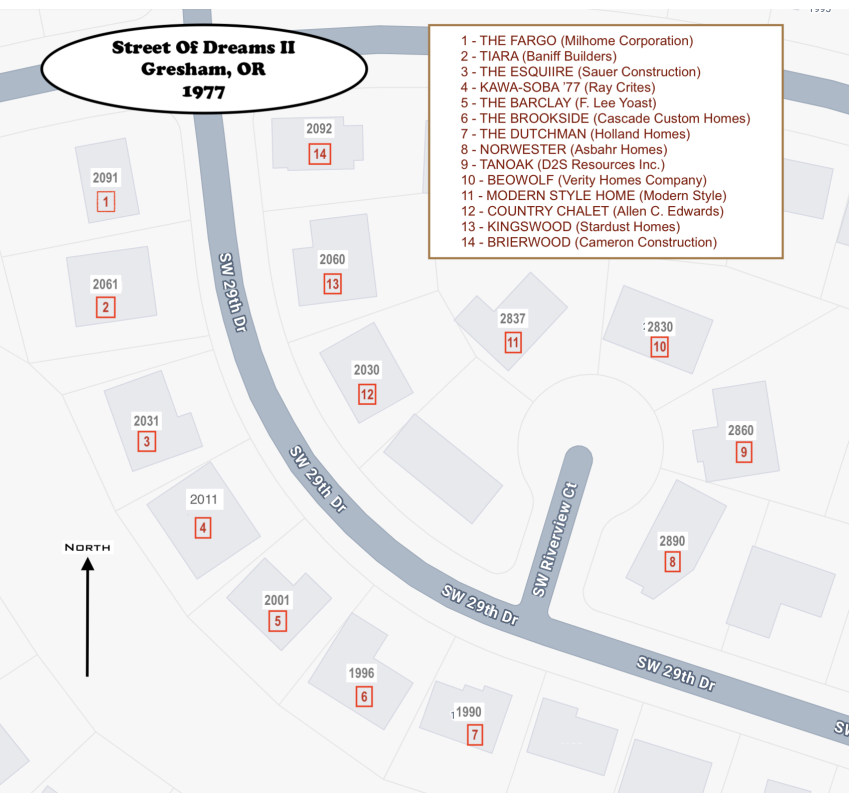 1995
Street Of Dreams II
Gresham, OR
1977
1 - THE FARGO (Milhome Corporation)
2 - TIARA (Baniff Builders)
3 - THE ESQUIIRE (Sauer Construction)
4 - KAWA-SOBA '77 (Ray Crites)
5 - THE BARCLAY (F. Lee Yoast)
6 - THE BROOKSIDE (Cascade Custom Homes)
7 - THE DUTCHMAN (Holland Homes)
8 - NORWESTER (Asbahr Homes)
9 - TANOAK (D2S Resources Inc.)
10 - BEOWOLF (Verity Homes Company)
11 - MODERN STYLE HOME (Modern Style)
12 - COUNTRY CHALET (Allen C. Edwards)
13 - KINGSWOOD (Stardust Homes)
14 - BRIERWOOD (Cameron Construction)
2092
14
2091
1
2060
13
2061
2
SW 29th Dr
2837
11
2830
10
2030
12
2031
3
2860
9
SW 29th Dr
2011
4
SW Riverview Ct
2890
8
NORTH
2001
5
SW 29th Dr
1996
6
SW 29th Dr
1990
7
SW